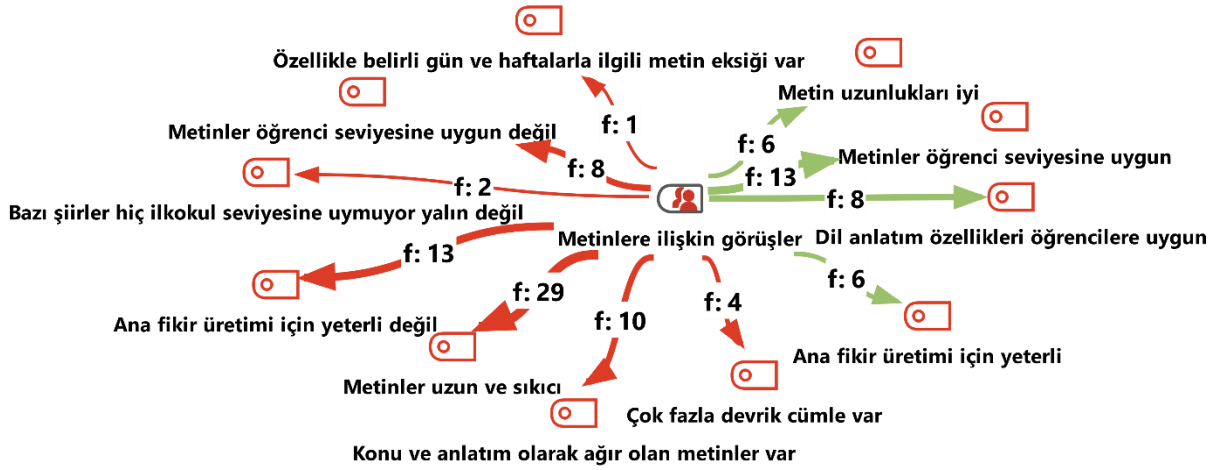 Özellikle belirli gün ve haftalarla ilgili metin eksiği var
Metin uzunlukları iyi
f: 1
Metinler öğrenci seviyesine uygun değil
f: 6
Metinler öğrenci seviyesine uygun
f: 8
f: 13
f: 2
f: 8
Bazı şiirler hiç ilkokul seviyesine uymuyor yalın değil
Metinlere ilişkin görüşler
Dil anlatım özellikleri öğrencilere uygun
f: 13
f: 6
f: 29
f: 4
f: 10
Ana fikir üretimi için yeterli değil
Ana fikir üretimi için yeterli
Metinler uzun ve sıkıcı
Çok fazla devrik cümle var
Konu ve anlatım olarak ağır olan metinler var